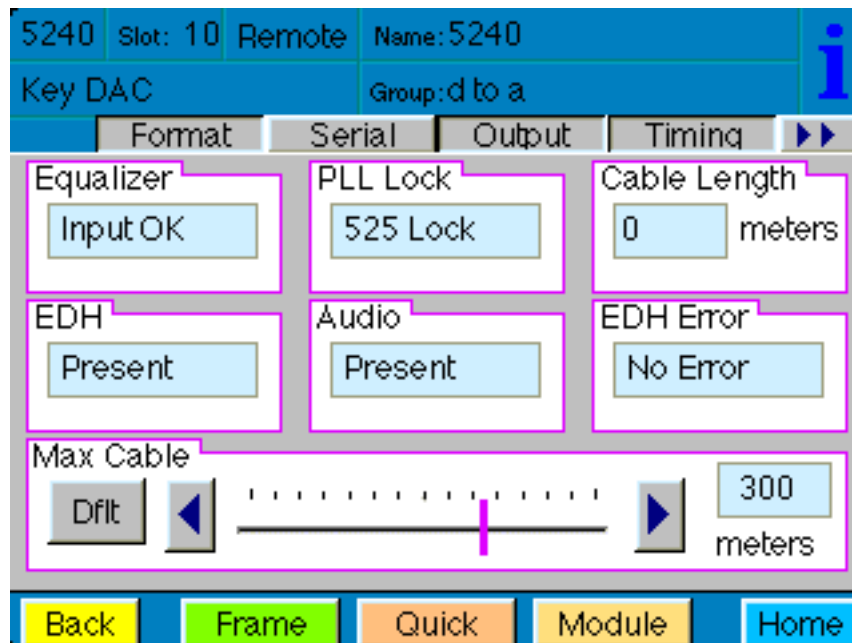 5240 Slot: 10 Remote Name: 5240
Key DAC Group: d to a
i
Format Serial Output Timing
Equalizer PLL Lock Cable Length
Input OK 525 Lock 0 meters
EDH Audio EDH Error
Present Present No Error
Max Cable
Dflt 300
meters
Back Frame Quick Module Home